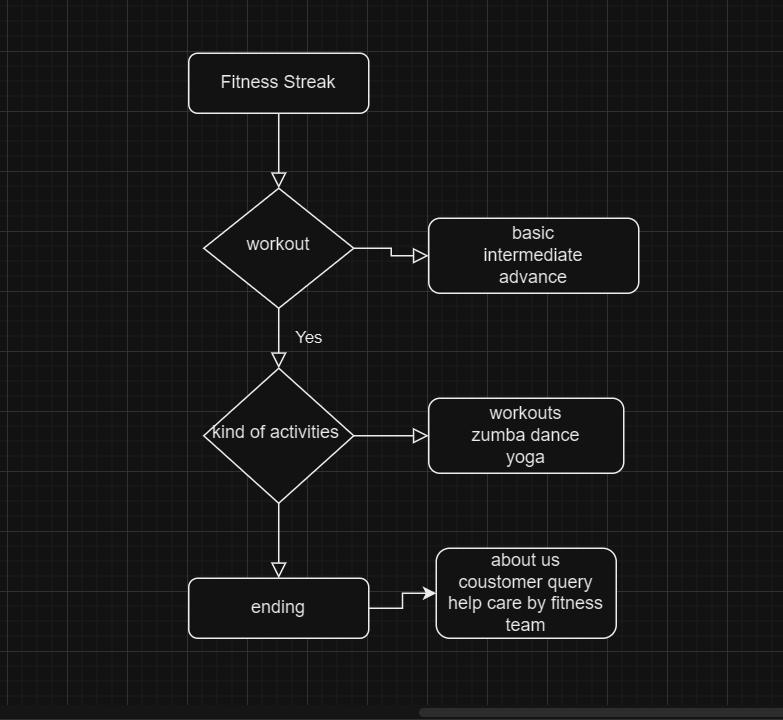 Fitness Streak
workout
basic
intermediate
advance
Yes
kind of activities
workouts
zumba dance
yoga
ending
about us
coustomer query
help care by fitness
team